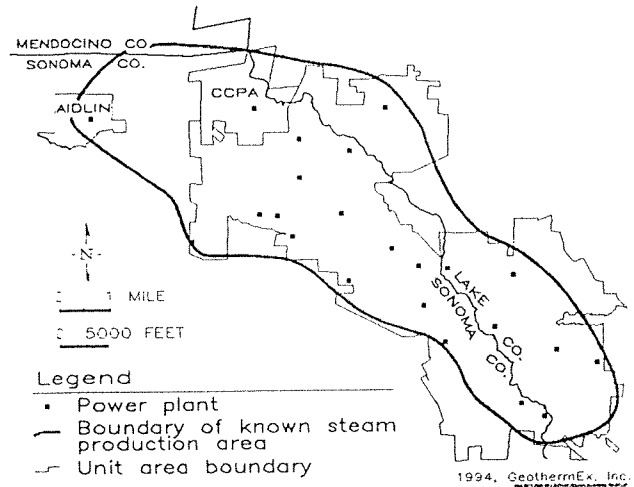 MENDOCINO CO.
SONOMA CO.
AIDLIN
CCPA
N
1 MILE
5000 FEET
LAKE CO.
SONOMA CO.
Legend
Power plant
Boundary of known steam
production area
Unit area boundary
1994, GeothermEx, Inc.